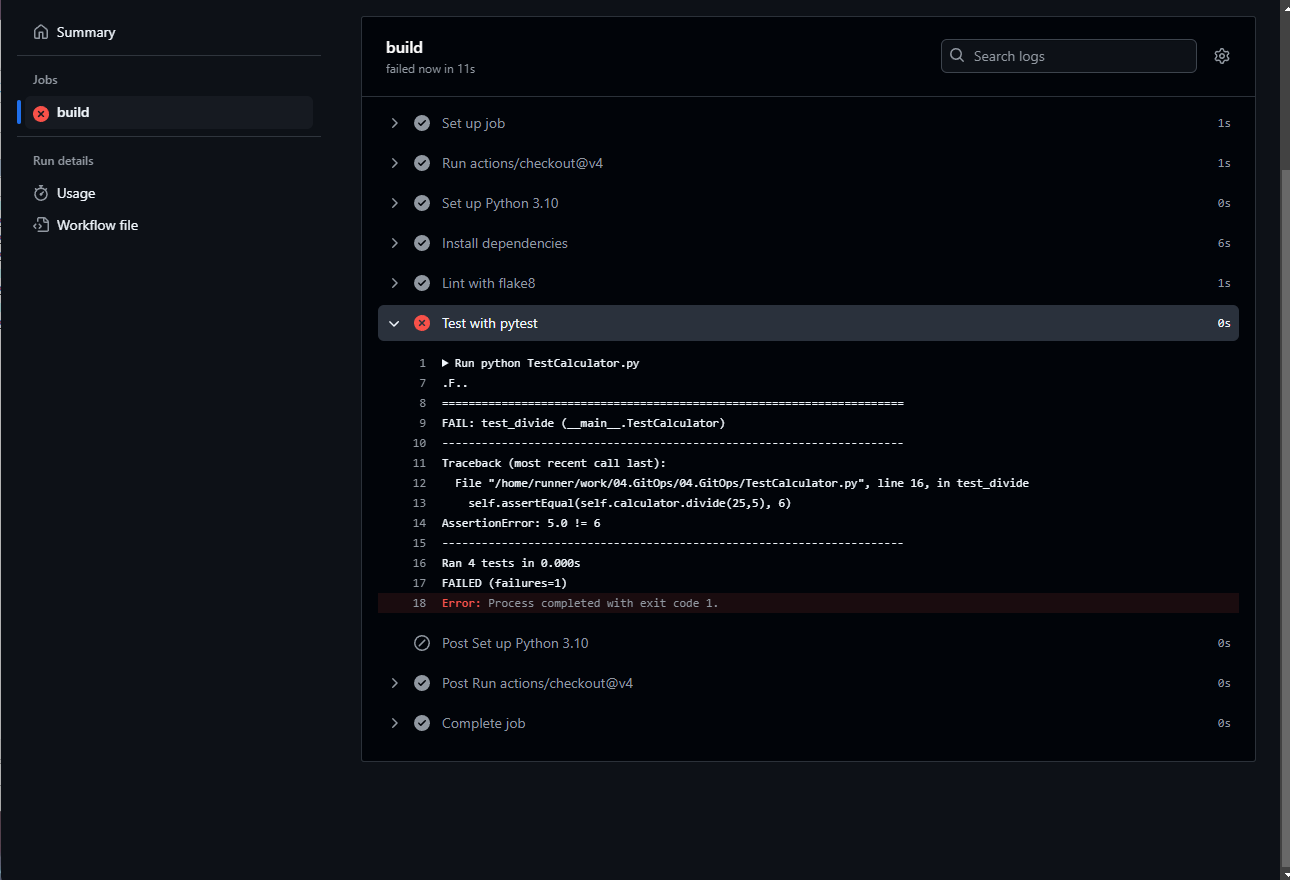 Summary
Jobs
build
Run details
Usage
Workflow file
build
failed now in 11s
Search logs
Set up job 1s
Run actions/checkout@v4 1s
Set up Python 3.10 0s
Install dependencies 6s
Lint with flake8 1s
Test with pytest 0s
1 Run python TestCalculator.py
7 .F..
8 ======================================================================
9 FAIL: test_divide (__main__.TestCalculator)
10 ----------------------------------------------------------------------
11 Traceback (most recent call last):
12 File "/home/runner/work/04.GitOps/04.GitOps/TestCalculator.py", line 16, in test_divide
13 self.assertEqual(self.calculator.divide(25,5), 6)
14 AssertionError: 5.0 != 6
15 ----------------------------------------------------------------------
16 Ran 4 tests in 0.000s
17 FAILED (failures=1)
18 Error: Process completed with exit code 1.
Post Set up Python 3.10 0s
Post Run actions/checkout@v4 0s
Complete job 0s